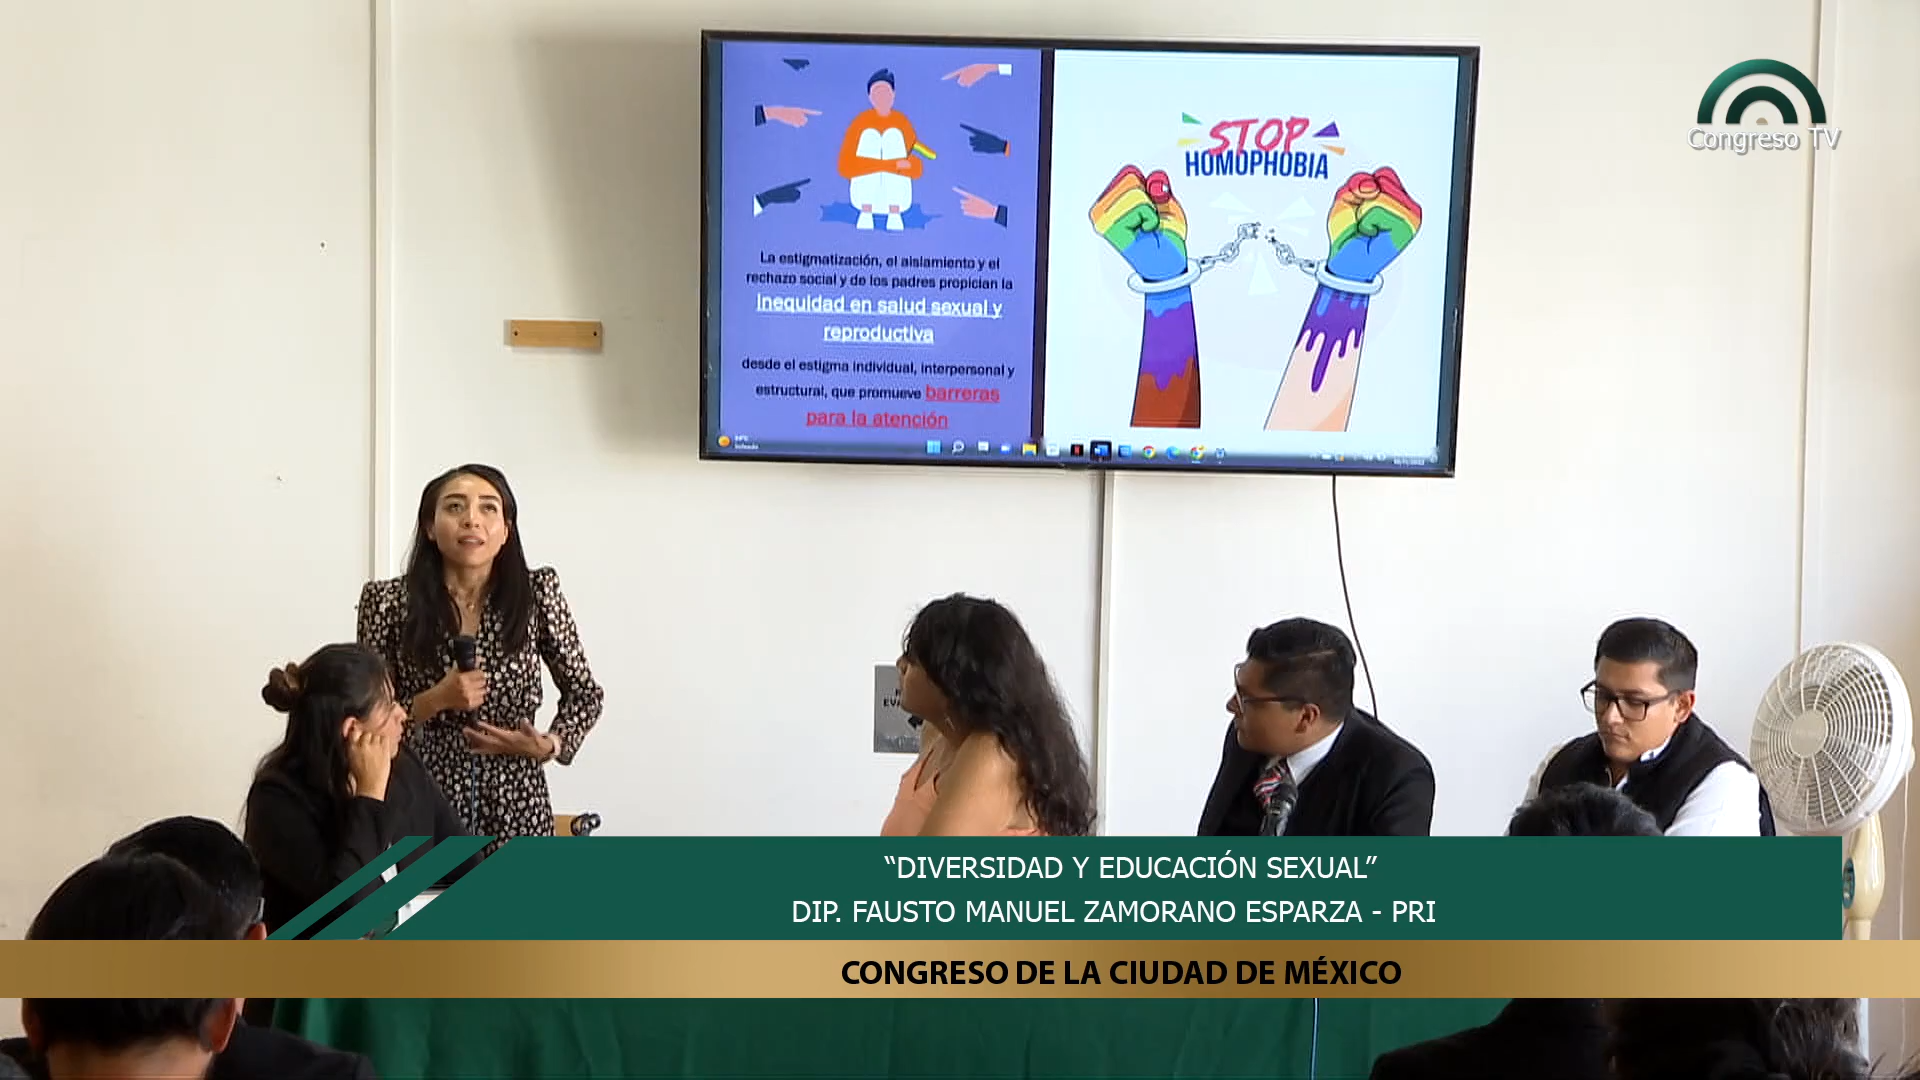 Congreso TV
STOP
HOMOPHOBIA
La estigmatización, el aislamiento y el
rechazo social y de los padres propician la
inequidad en salud sexual y
reproductiva
desde el estigma individual, interpersonal y
estructural, que promueve barreras
para la atención
“DIVERSIDAD Y EDUCACIÓN SEXUAL”
DIP. FAUSTO MANUEL ZAMORANO ESPARZA - PRI
CONGRESO DE LA CIUDAD DE MÉXICO